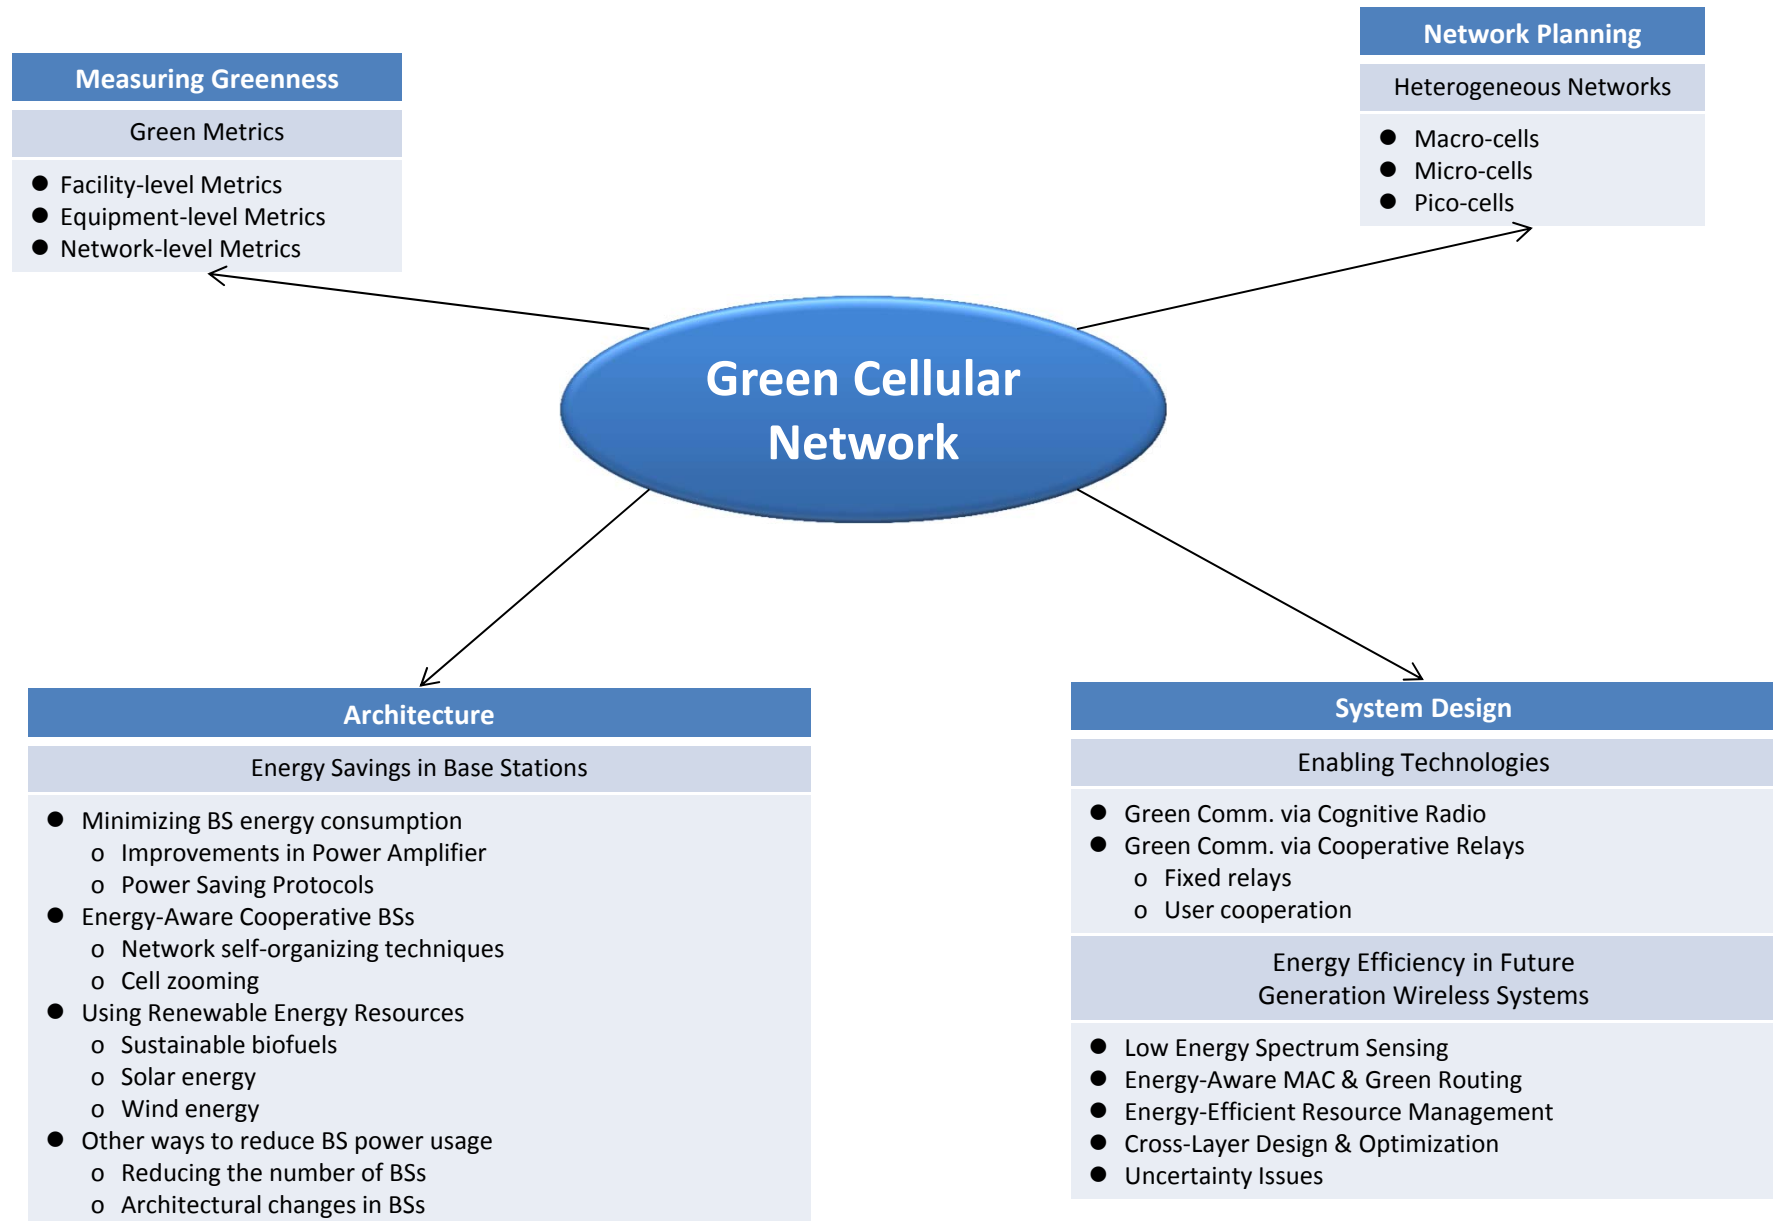 Measuring Greenness
Green Metrics
● Facility-level Metrics
● Equipment-level Metrics
● Network-level Metrics
Network Planning
Heterogeneous Networks
● Macro-cells
● Micro-cells
● Pico-cells
Green Cellular
Network
Architecture
Energy Savings in Base Stations
● Minimizing BS energy consumption
o Improvements in Power Amplifier
o Power Saving Protocols
● Energy-Aware Cooperative BSs
o Network self-organizing techniques
o Cell zooming
● Using Renewable Energy Resources
o Sustainable biofuels
o Solar energy
o Wind energy
● Other ways to reduce BS power usage
o Reducing the number of BSs
o Architectural changes in BSs
System Design
Enabling Technologies
● Green Comm. via Cognitive Radio
● Green Comm. via Cooperative Relays
o Fixed relays
o User cooperation
Energy Efficiency in Future
Generation Wireless Systems
● Low Energy Spectrum Sensing
● Energy-Aware MAC & Green Routing
● Energy-Efficient Resource Management
● Cross-Layer Design & Optimization
● Uncertainty Issues